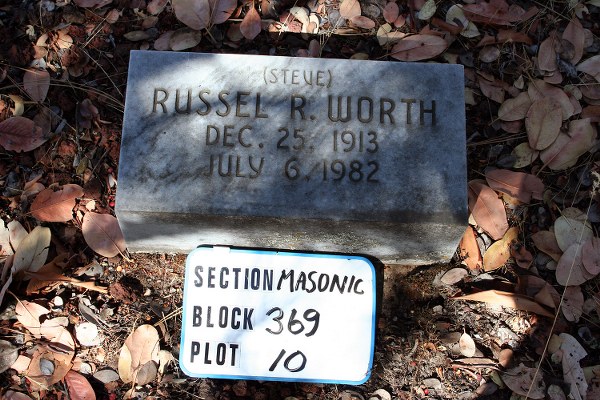 (STEVE)
RUSSEL R. WORTH
DEC. 25, 1913
JULY 6, 1982
SECTION MASONIC
BLOCK 369
PLOT 10